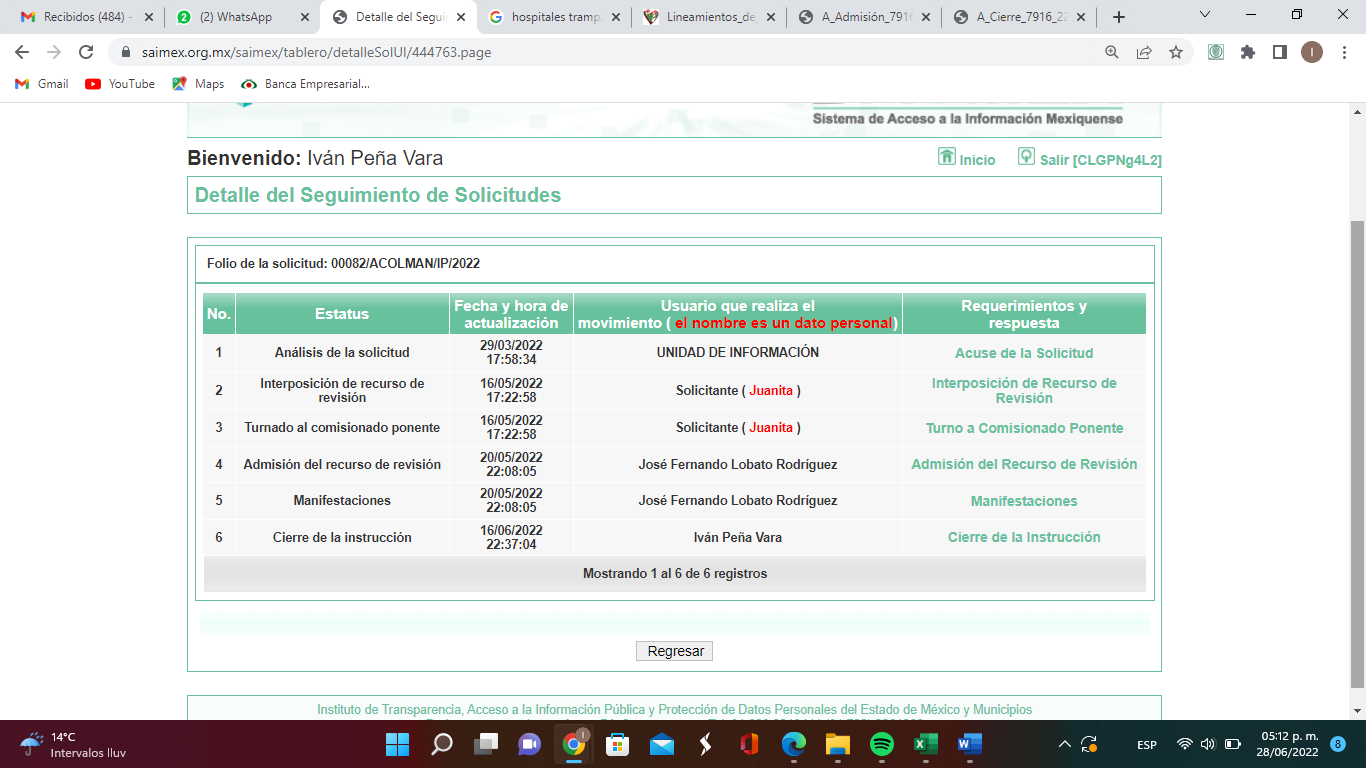 Recibidos (484) -
(2) WhatsApp
Detalle del Segui
hospitales tramp
Lineamientos_de
A_Admisión_791
A_Cierre_7916_22
saimex.org.mx/saimex/tablero/detalleSolUI/444763.page
I
Gmail
YouTube
Maps
Banca Empresarial...
Sistema de Acceso a la Información Mexiquense
Bienvenido: Iván Peña Vara
Inicio
Salir [CLGPNg4L2]
Detalle del Seguimiento de Solicitudes
Folio de la solicitud: 00082/ACOLMAN/IP/2022
No.
Estatus
Fecha y hora de
actualización
Usuario que realiza el
movimiento ( el nombre es un dato personal)
Requerimientos y
respuesta
1
Análisis de la solicitud
29/03/2022
17:58:34
UNIDAD DE INFORMACIÓN
Acuse de la Solicitud
2
Interposición de recurso de
revisión
16/05/2022
17:22:58
Solicitante ( Juanita )
Interposición de Recurso de
Revisión
3
Turnado al comisionado ponente
16/05/2022
17:22:58
Solicitante ( Juanita )
Turno a Comisionado Ponente
4
Admisión del recurso de revisión
20/05/2022
22:08:05
José Fernando Lobato Rodríguez
Admisión del Recurso de Revisión
5
Manifestaciones
20/05/2022
22:08:05
José Fernando Lobato Rodríguez
Manifestaciones
6
Cierre de la instrucción
16/06/2022
22:37:04
Iván Peña Vara
Cierre de la Instrucción
Mostrando 1 al 6 de 6 registros
Regresar
Instituto de Transparencia, Acceso a la Información Pública y Protección de Datos Personales del Estado de México y Municipios
14°C
Intervalos lluv
ESP
05:12 p. m.
28/06/2022
8